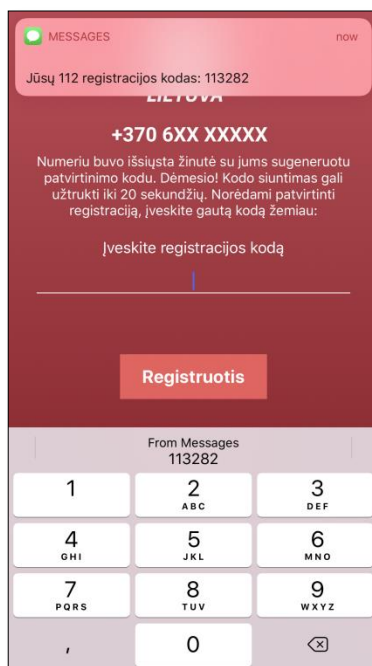 MESSAGES
now
Jūsų 112 registracijos kodas: 113282
LIETUVA
+370 6XX XXXXX
Numeriu buvo išsiųsta žinutė su jums sugeneruotu
patvirtinimo kodu. Dėmesio! Kodo siuntimas gali
užtrukti iki 20 sekundžių. Norėdami patvirtinti
registraciją, įveskite gautą kodą žemiau:
Įveskite registracijos kodą
Registruotis
From Messages
113282
1
2
3
ABC
DEF
4
5
6
GHI
JKL
MNO
7
8
9
PQRS
TUV
WXYZ
,
0